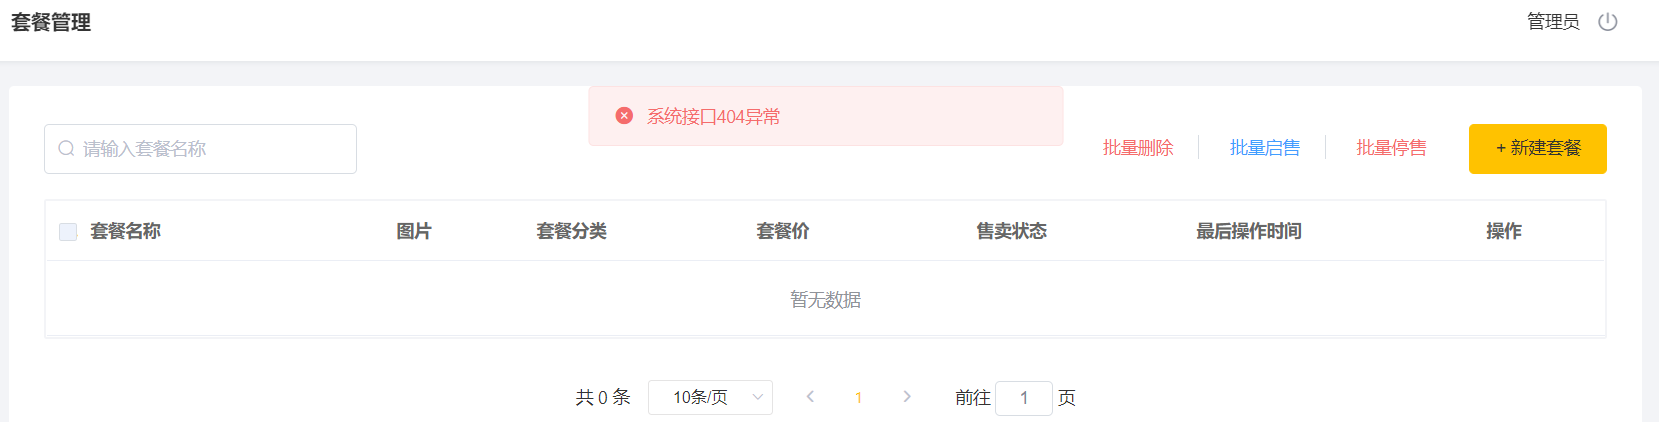 套餐管理 管理员
系统接口404异常
请输入套餐名称 批量删除 批量启售 批量停售 + 新建套餐
套餐名称 图片 套餐分类 套餐价 售卖状态 最后操作时间 操作
暂无数据
共 0 条 10条/页 1 前往 1 页